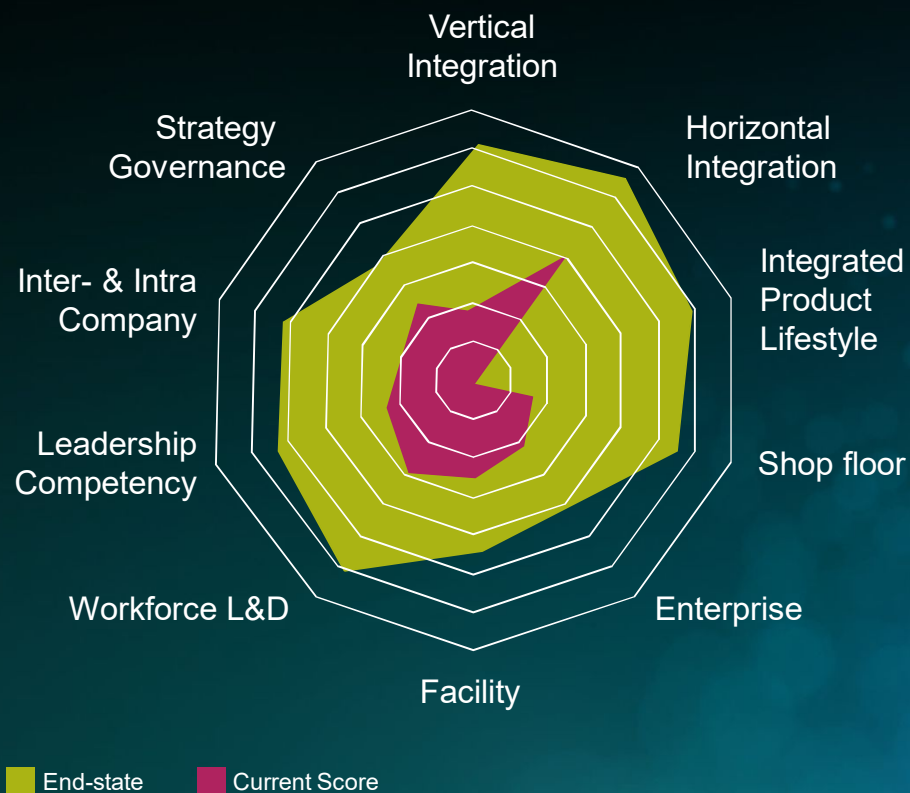 Vertical
Integration
Strategy
Governance
Horizontal
Integration
Inter- & Intra
Company
Integrated
Product
Lifestyle
Leadership
Competency
Shop floor
Workforce L&D
Enterprise
Facility
End-state
Current Score